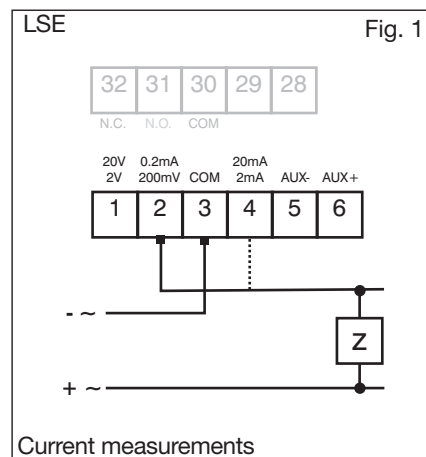 LSE Fig. 1
32 31 30 29 28
N.C. N.O. COM
20V 0.2mA 20mA
2V 200mV COM 2mA AUX- AUX+
1 2 3 4 5 6
- ~
Z
+ ~
Current measurements